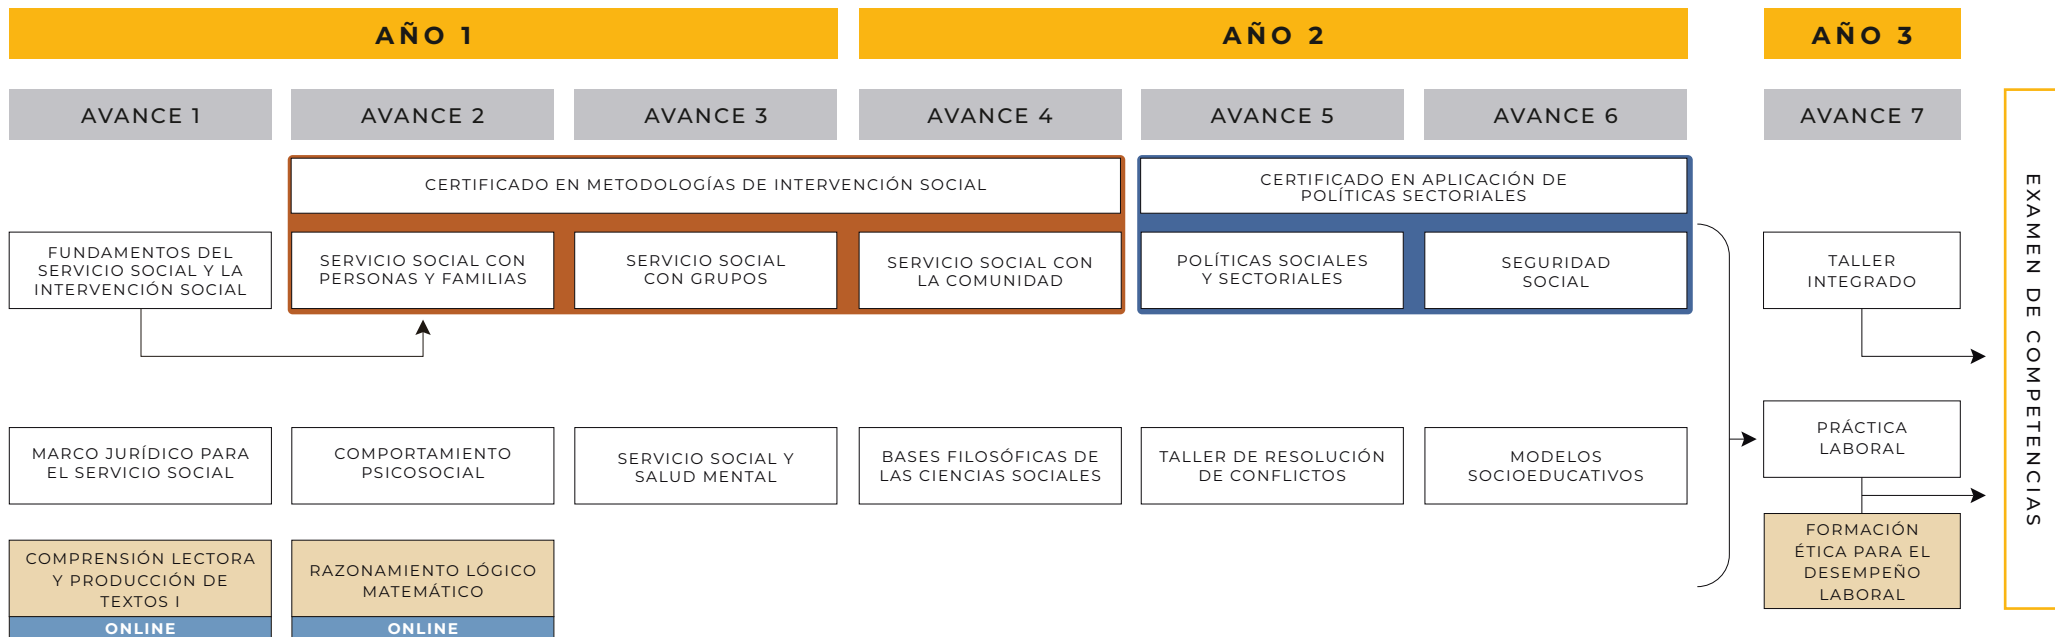 AÑO 1
AÑO 2
AÑO 3
AVANCE 1
AVANCE 2
AVANCE 3
AVANCE 4
AVANCE 5
AVANCE 6
AVANCE 7
CERTIFICADO EN METODOLOGÍAS DE INTERVENCIÓN SOCIAL
CERTIFICADO EN APLICACIÓN DE
POLÍTICAS SECTORIALES
FUNDAMENTOS DEL
SERVICIO SOCIAL Y LA
INTERVENCIÓN SOCIAL
SERVICIO SOCIAL CON
PERSONAS Y FAMILIAS
SERVICIO SOCIAL
CON GRUPOS
SERVICIO SOCIAL CON
LA COMUNIDAD
POLÍTICAS SOCIALES
Y SECTORIALES
SEGURIDAD
SOCIAL
TALLER
INTEGRADO
MARCO JURÍDICO PARA
EL SERVICIO SOCIAL
COMPORTAMIENTO
PSICOSOCIAL
SERVICIO SOCIAL Y
SALUD MENTAL
BASES FILOSÓFICAS DE
LAS CIENCIAS SOCIALES
TALLER DE RESOLUCIÓN
DE CONFLICTOS
MODELOS
SOCIOEDUCATIVOS
PRÁCTICA
LABORAL
COMPRENSIÓN LECTORA
Y PRODUCCIÓN DE
TEXTOS I
ONLINE
RAZONAMIENTO LÓGICO
MATEMÁTICO
ONLINE
FORMACIÓN
ÉTICA PARA EL
DESEMPEÑO
LABORAL
EXAMEN DE COMPETENCIAS